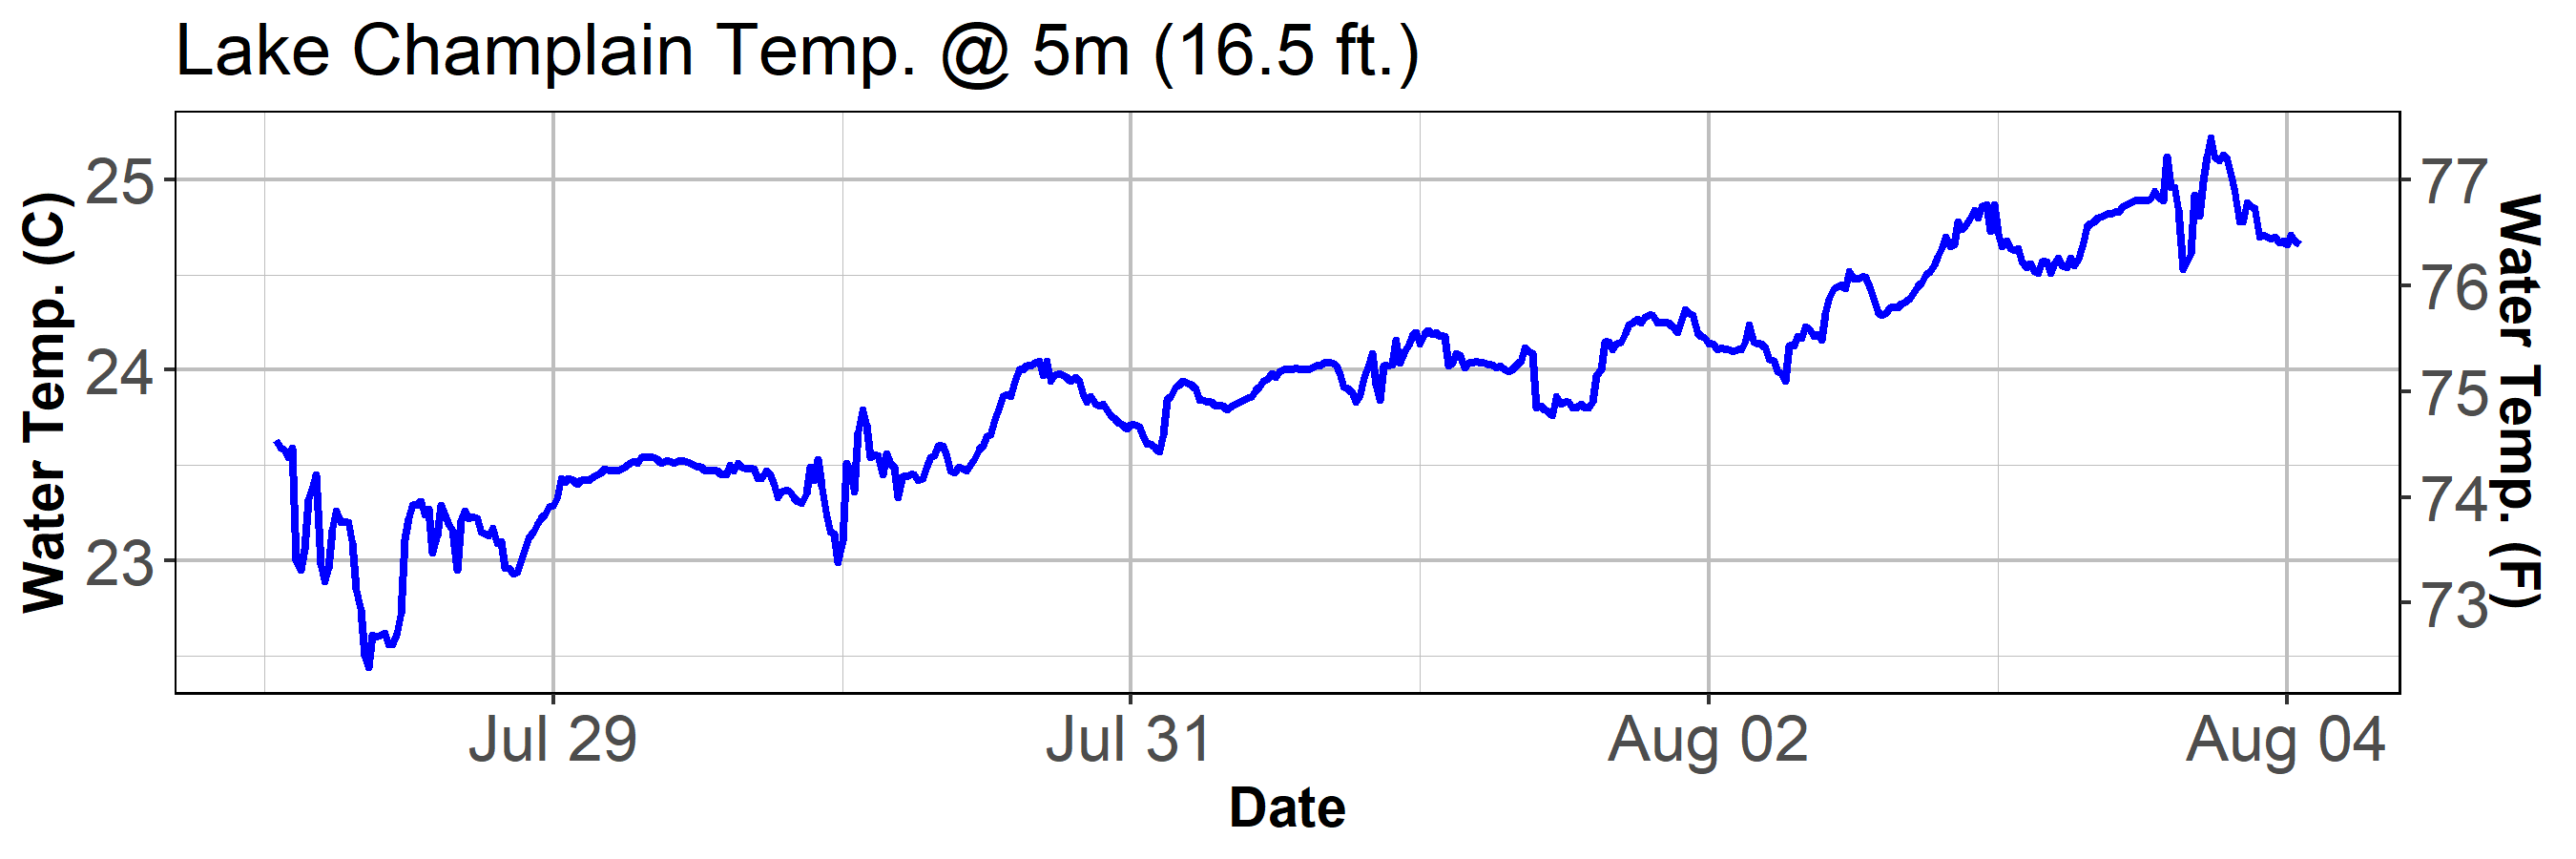 Lake Champlain Temp. @ 5m (16.5 ft.)
Water Temp. (C)
25
24
23
77
76
75
74
73
Water Temp. (F)
Jul 29
Jul 31
Aug 02
Aug 04
Date